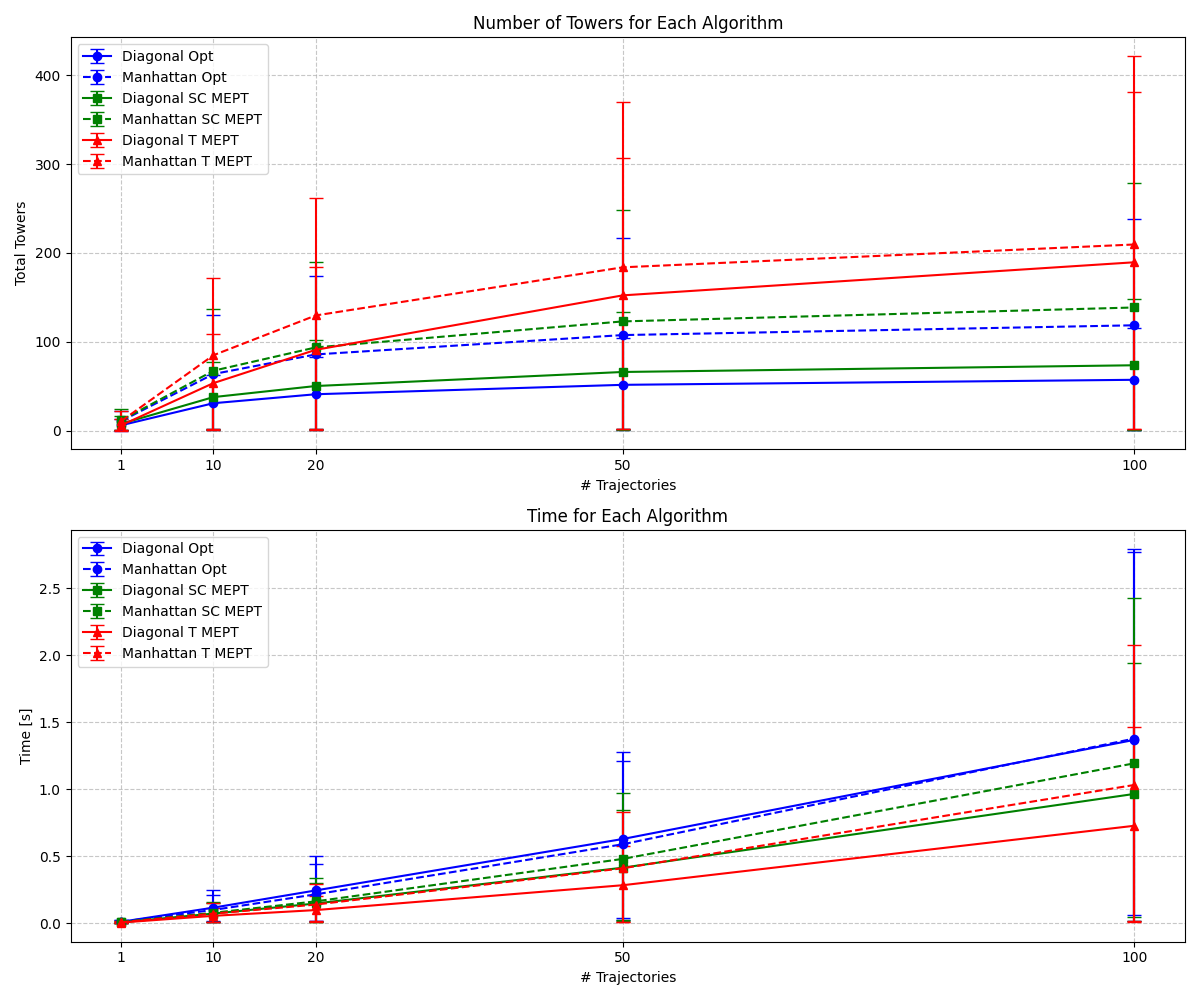 Number of Towers for Each Algorithm
Diagonal Opt
Manhattan Opt
Diagonal SC MEPT
Manhattan SC MEPT
Diagonal T MEPT
Manhattan T MEPT
400
300
200
100
0
Total Towers
1 10 20 50 100
# Trajectories
Time for Each Algorithm
Diagonal Opt
Manhattan Opt
Diagonal SC MEPT
Manhattan SC MEPT
Diagonal T MEPT
Manhattan T MEPT
2.5
2.0
1.5
1.0
0.5
0.0
Time [s]
1 10 20 50 100
# Trajectories